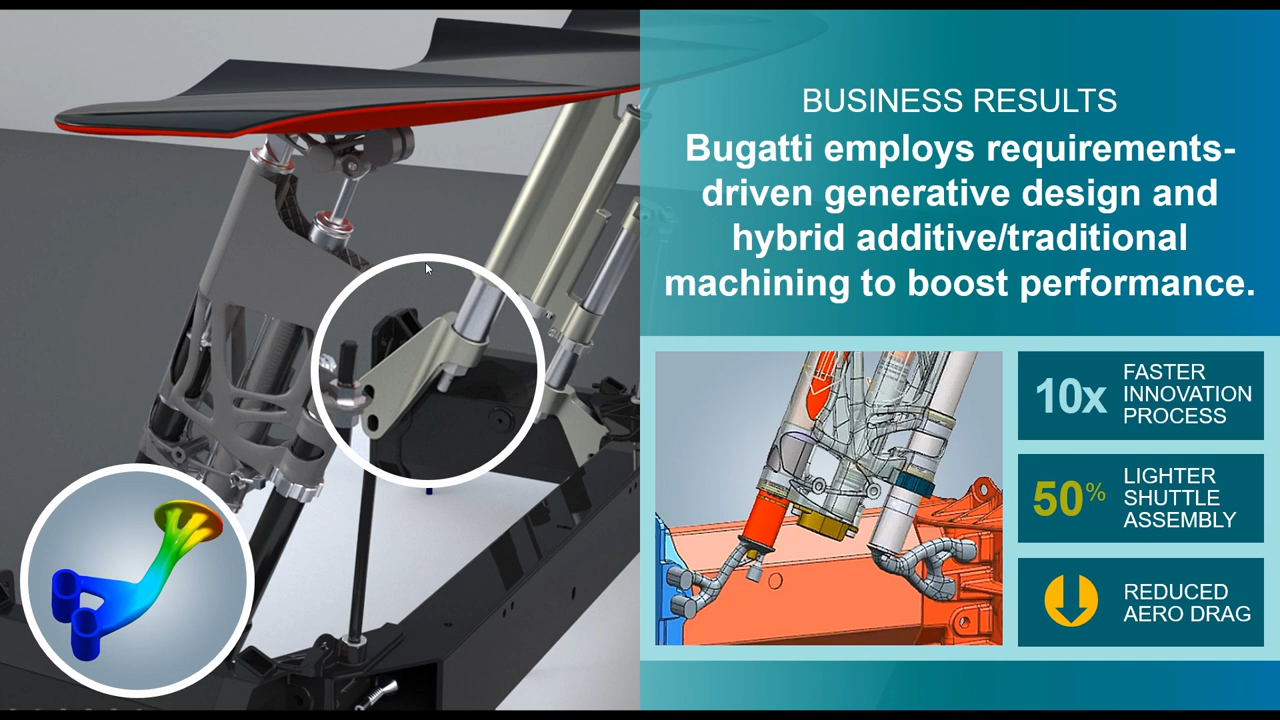 BUSINESS RESULTS
Bugatti employs requirements-
driven generative design and
hybrid additive/traditional
machining to boost performance.
10x
FASTER
INNOVATION
PROCESS
50%
LIGHTER
SHUTTLE
ASSEMBLY
REDUCED
AERO DRAG